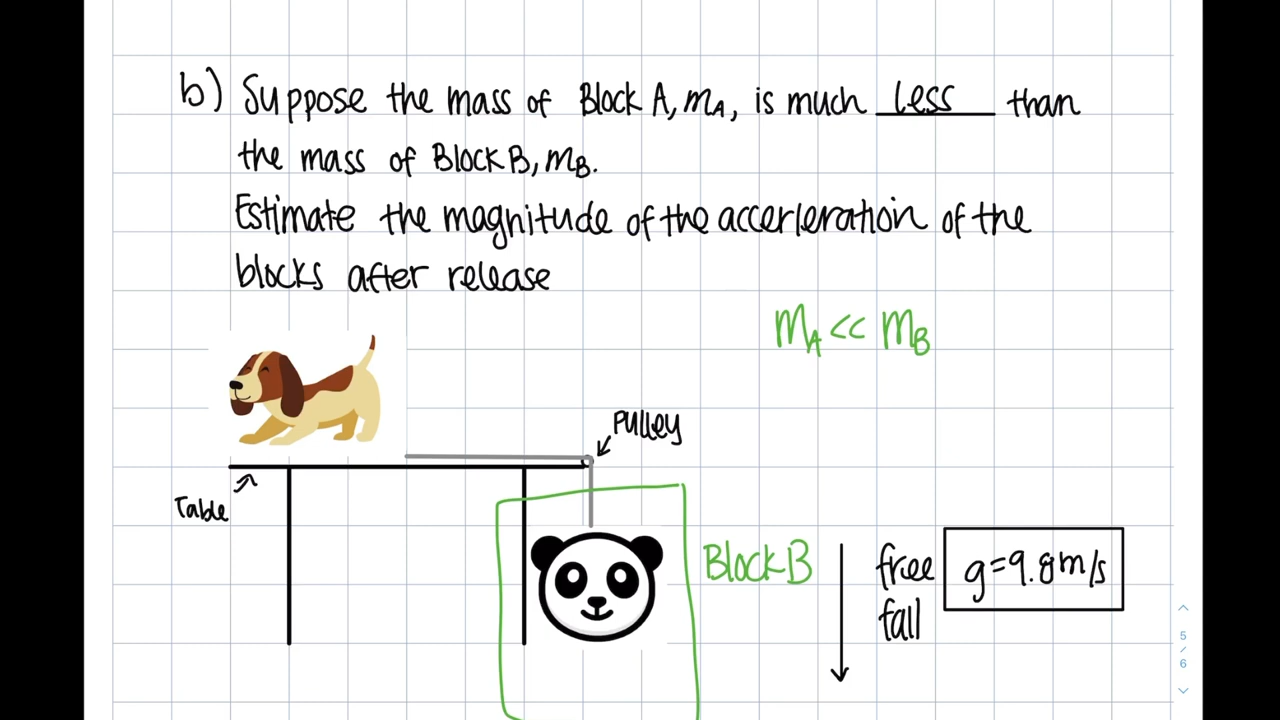 b) Suppose the mass of Block A, mA, is much less than
the mass of Block B, mB.
Estimate the magnitude of the accerleration of the
blocks after release
mA << mB
Pulley
Table
Block B
free
fall
g=9.8m/s
5
/
6